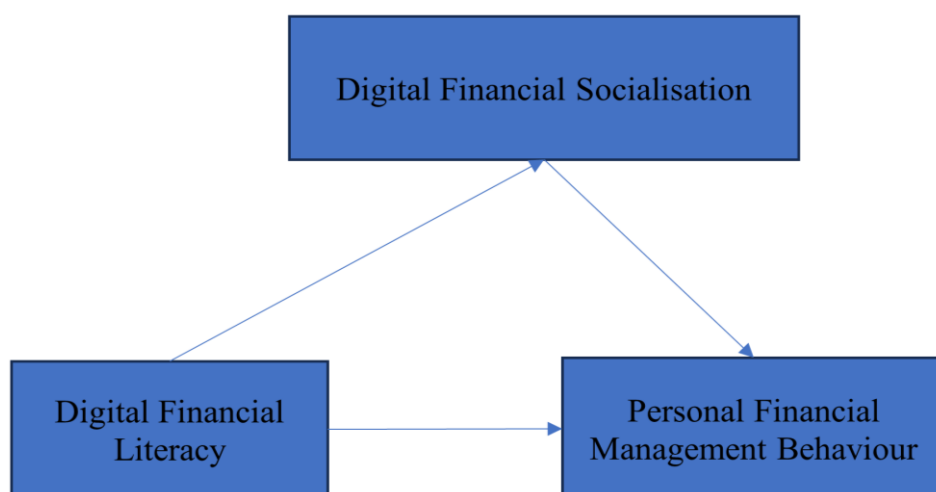 Digital Financial Socialisation
Digital Financial
Literacy
Personal Financial
Management Behaviour